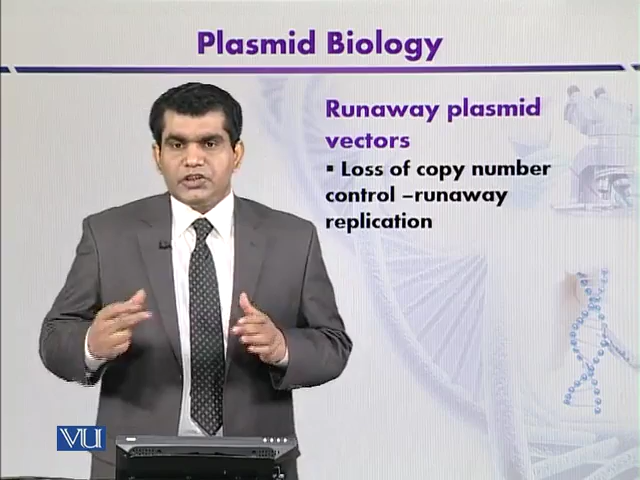 Plasmid Biology
Runaway plasmid
vectors
▪ Loss of copy number
control –runaway
replication
VU